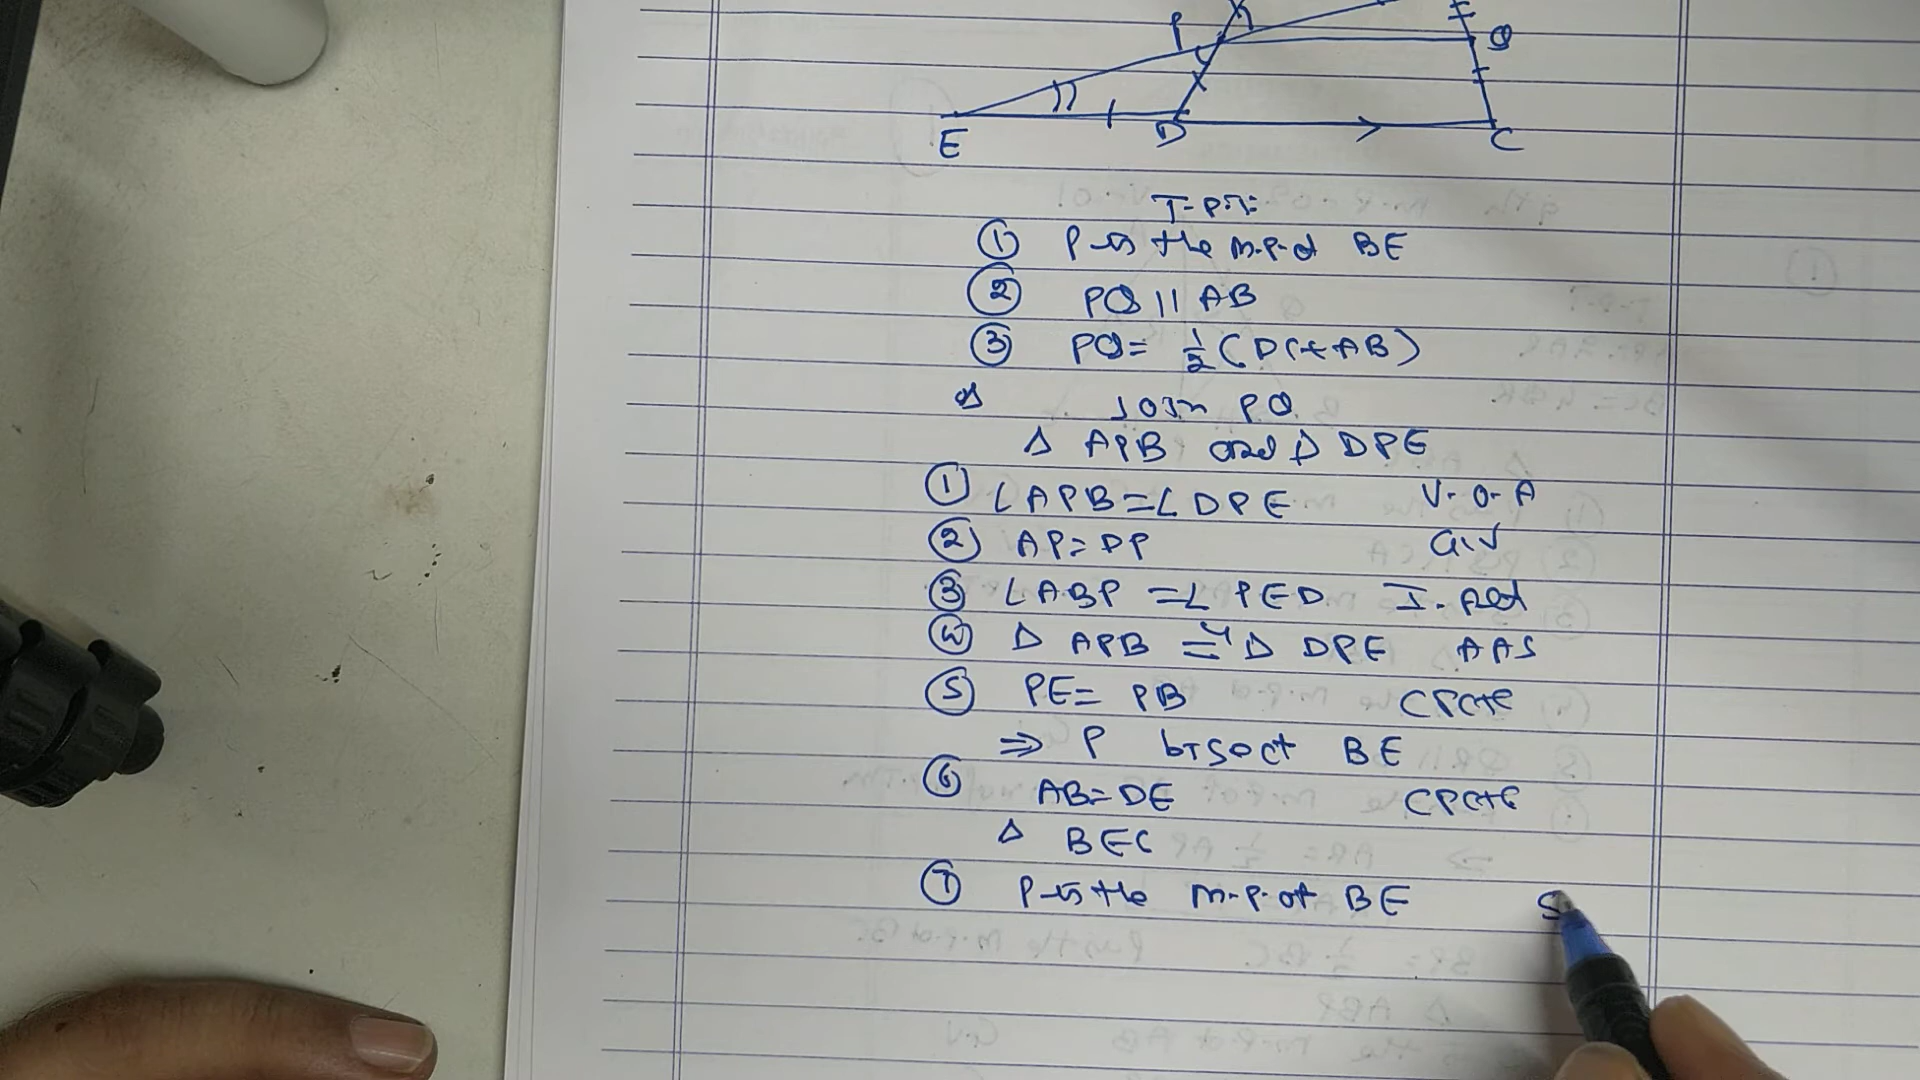 P
Q
E D C
T-P.T:
① P is the m.p.of BE
② PQ || AB
③ PQ = 1/2 (DC+AB)
Join PQ
Δ APB and Δ DPE
① ∠APB = ∠DPE V-O-A
② AP = DP Giv
③ ∠ABP = ∠PED I. Alt
④ Δ APB ≅ Δ DPE AAS
⑤ PE = PB CPCTC
⇒ P bisect BE
⑥ AB = DE CPCTC
Δ BEC
⑦ P is the m-p.of BE S